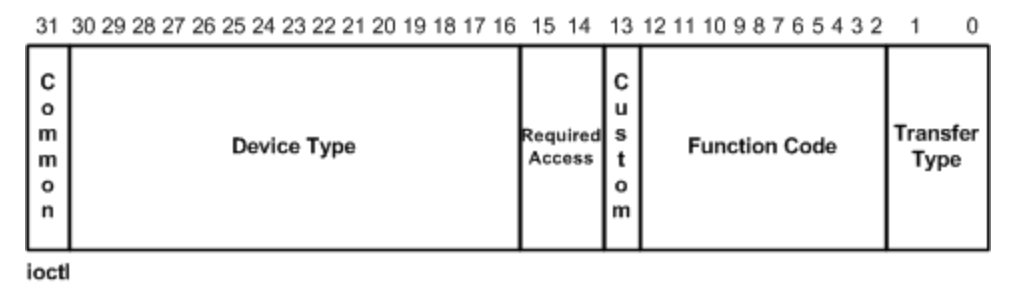 31 30 29 28 27 26 25 24 23 22 21 20 19 18 17 16 15 14 13 12 11 10 9 8 7 6 5 4 3 2 1 0
Common
Device Type
Required
Access
Custom
Function Code
Transfer
Type
ioctl